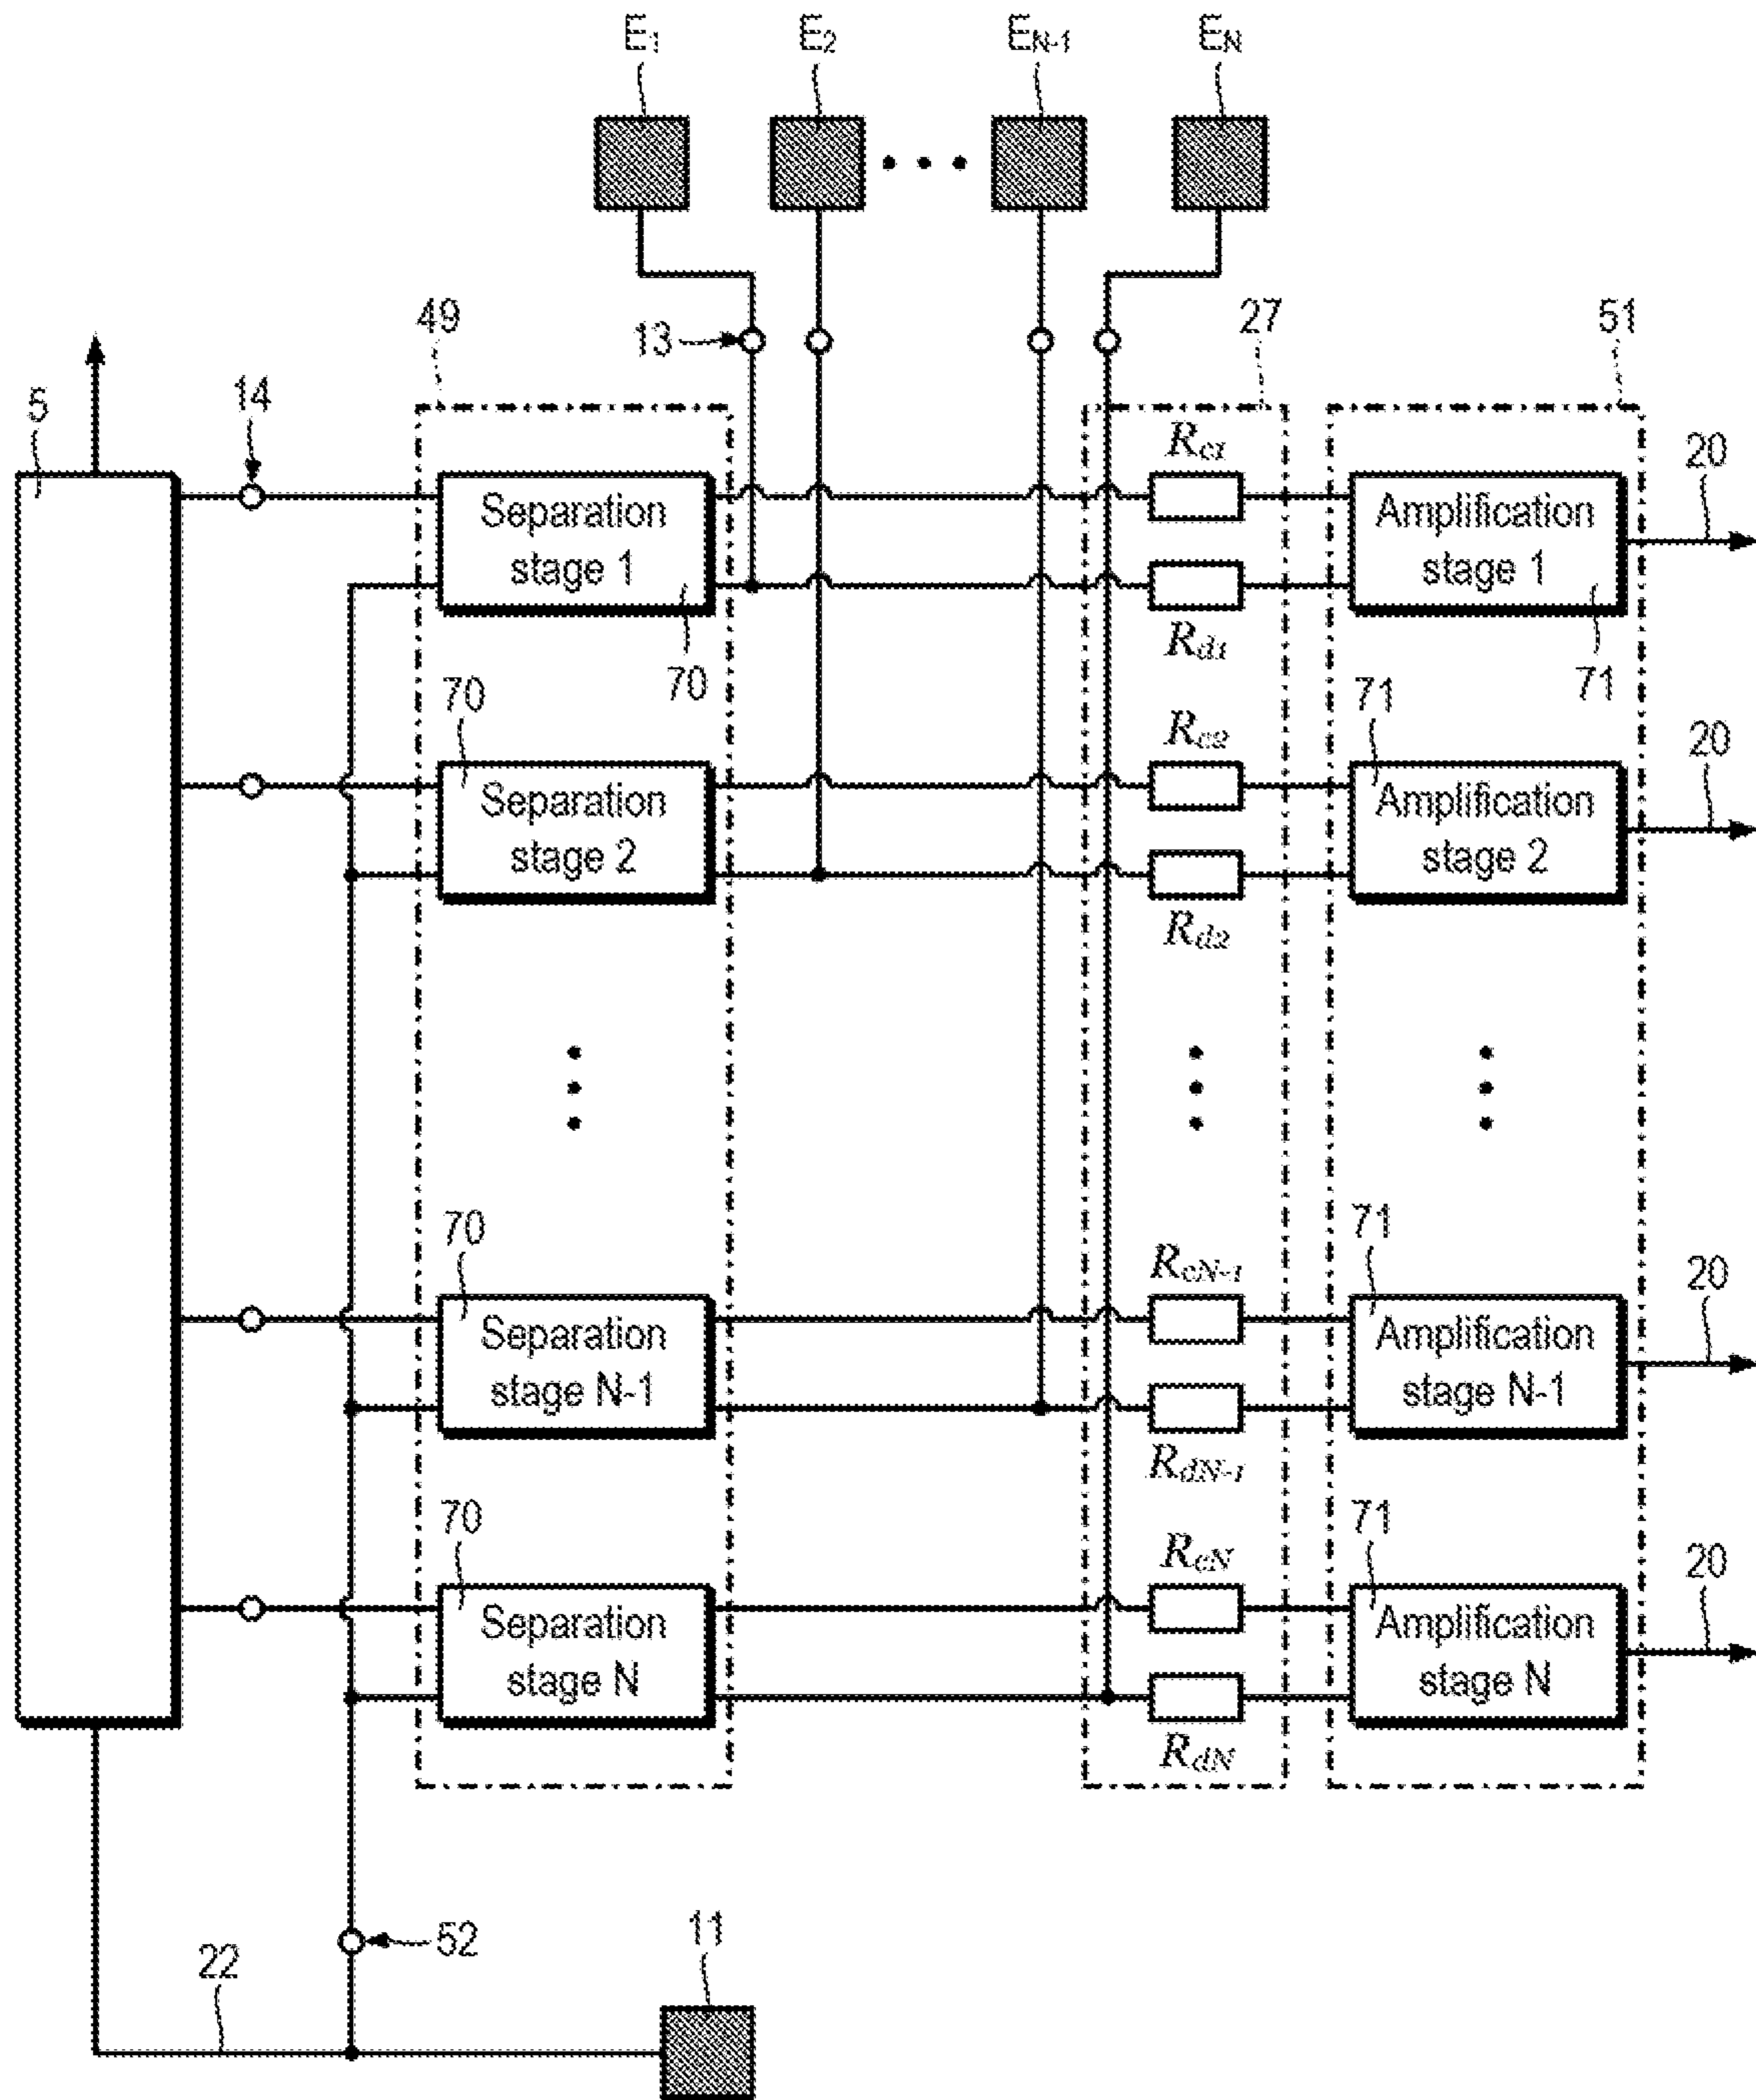 E1 E2 EN-1 EN
49 13 27 51
5 14 Rc1 20
Separation
stage 1
Amplification
stage 1
70 Rd1 71
70 Rc2 71 20
Separation
stage 2
Amplification
stage 2
Rd2
70 RcN-1 71 20
Separation
stage N-1
Amplification
stage N-1
RdN-1
70 RcN 71 20
Separation
stage N
Amplification
stage N
RdN
52 11
22